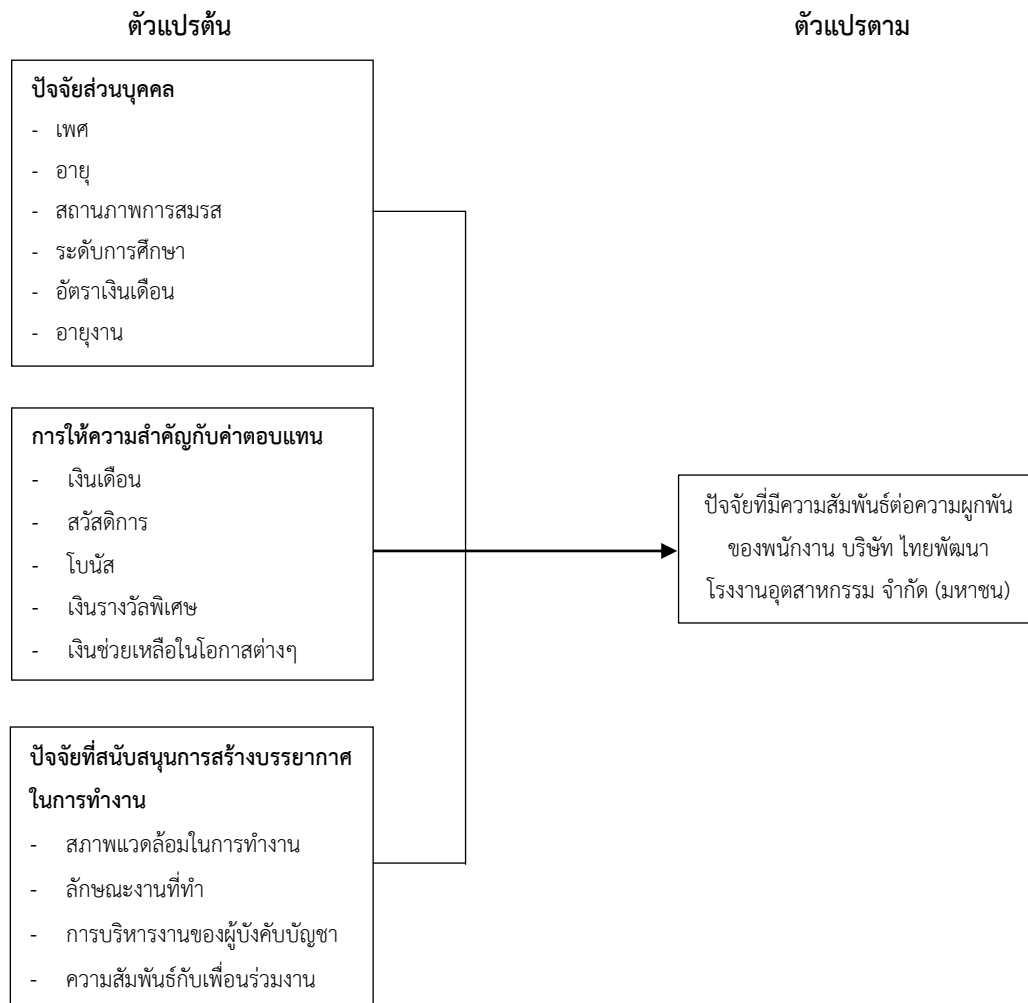 ตัวแปรต้น
ตัวแปรตาม
ปัจจัยส่วนบุคคล
- เพศ
- อายุ
- สถานภาพการสมรส
- ระดับการศึกษา
- อัตราเงินเดือน
- อายุงาน
การให้ความสำคัญกับค่าตอบแทน
- เงินเดือน
- สวัสดิการ
- โบนัส
- เงินรางวัลพิเศษ
- เงินช่วยเหลือในโอกาสต่างๆ
ปัจจัยที่สนับสนุนการสร้างบรรยากาศ
ในการทำงาน
- สภาพแวดล้อมในการทำงาน
- ลักษณะงานที่ทำ
- การบริหารงานของผู้บังคับบัญชา
- ความสัมพันธ์กับเพื่อนร่วมงาน
ปัจจัยที่มีความสัมพันธ์ต่อความผูกพัน
ของพนักงาน บริษัท ไทยพัฒนา
โรงงานอุตสาหกรรม จำกัด (มหาชน)